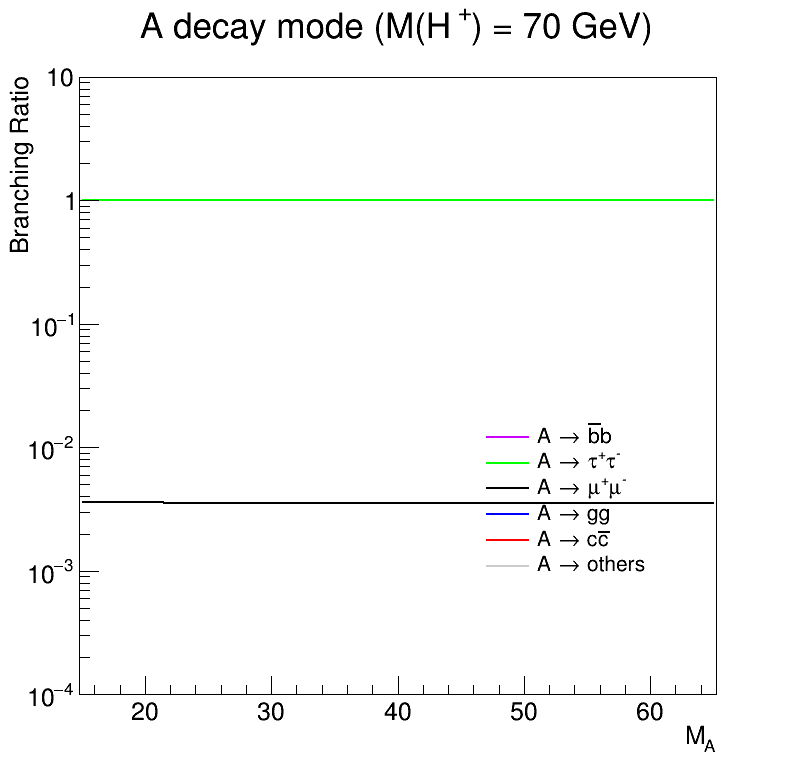 A decay mode (M(H⁺) = 70 GeV)
Branching Ratio
10
1
10⁻¹
10⁻²
10⁻³
10⁻⁴
A → b̅b
A → τ⁺τ⁻
A → μ⁺μ⁻
A → gg
A → cc̅
A → others
20 30 40 50 60
M_A